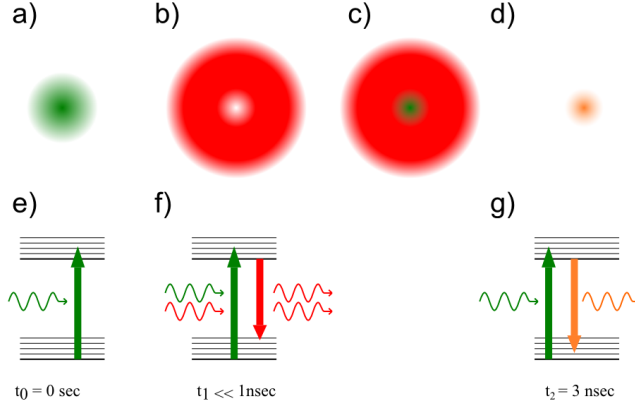 a) b) c) d)
e) f) g)
t0 = 0 sec t1 << 1nsec t2 = 3 nsec